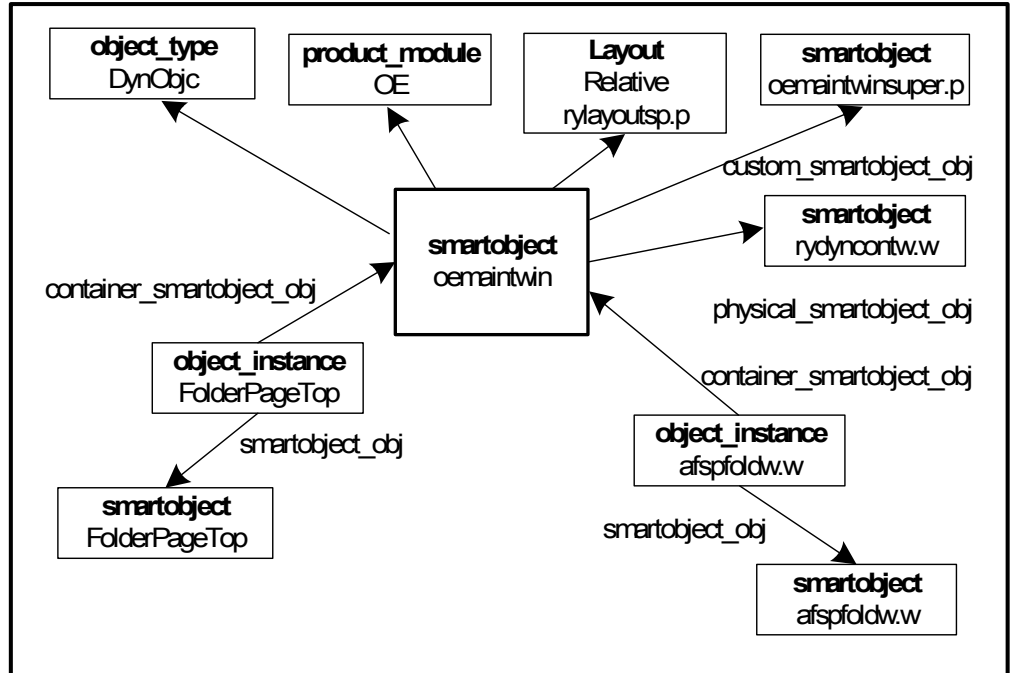 object_type
DynObjc
product_module
OE
Layout
Relative
rylayoutsp.p
smartobject
oemaintwinsuper.p
custom_smartobject_obj
smartobject
rydyncontw.w
smartobject
oemaintwin
container_smartobject_obj
physical_smartobject_obj
object_instance
FolderPageTop
container_smartobject_obj
smartobject_obj
object_instance
afspfoldw.w
smartobject
FolderPageTop
smartobject_obj
smartobject
afspfoldw.w